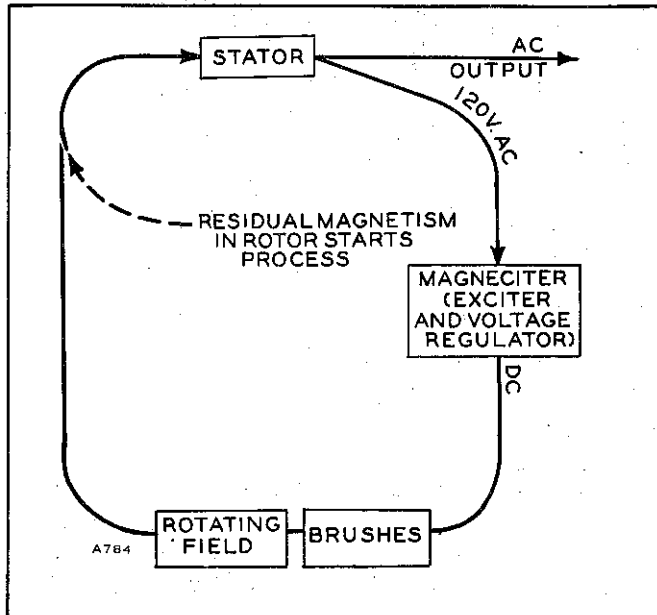 STATOR
AC
OUTPUT
120V. AC
RESIDUAL MAGNETISM
IN ROTOR STARTS
PROCESS
MAGNECITER
(EXCITER
AND VOLTAGE
REGULATOR)
DC
ROTATING
FIELD
BRUSHES
A784